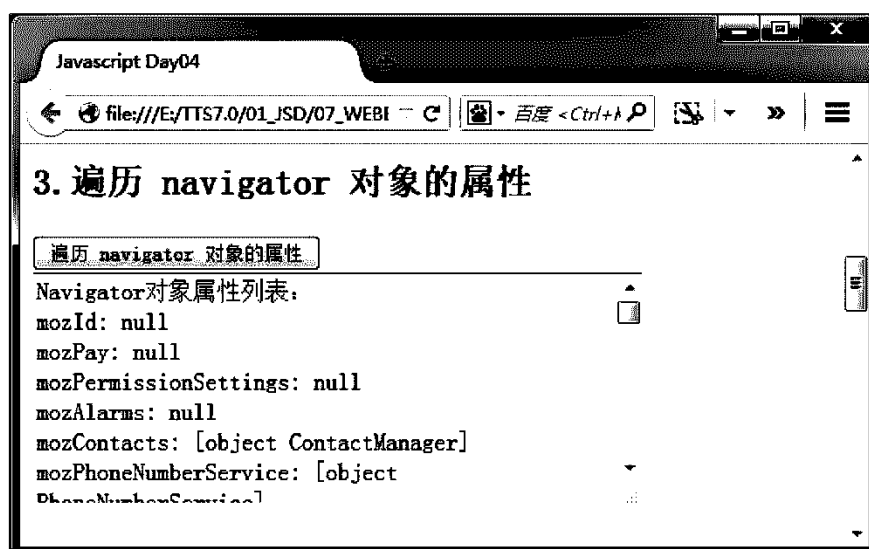 Javascript Day04
file:///E:/TTS7.0/01_JSD/07_WEBI
百度 <Ctrl+k
3.遍历 navigator 对象的属性
遍历 navigator 对象的属性
Navigator对象属性列表:
mozId: null
mozPay: null
mozPermissionSettings: null
mozAlarms: null
mozContacts: [object ContactManager]
mozPhoneNumberService: [object
PhoneNumberService]